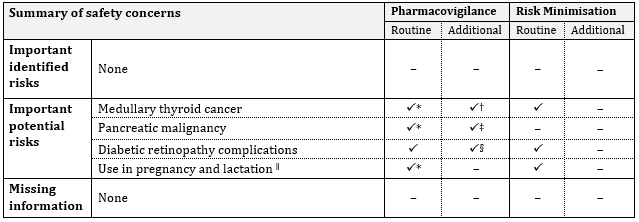 Summary of safety concerns Pharmacovigilance Risk Minimisation
Routine Additional Routine Additional
Important identified risks None – – – –
Important potential risks Medullary thyroid cancer ✓* ✓† ✓ –
Pancreatic malignancy ✓* ✓‡ – –
Diabetic retinopathy complications ✓ ✓§ ✓ –
Use in pregnancy and lactation ‖ ✓* – ✓ –
Missing information None – – – –